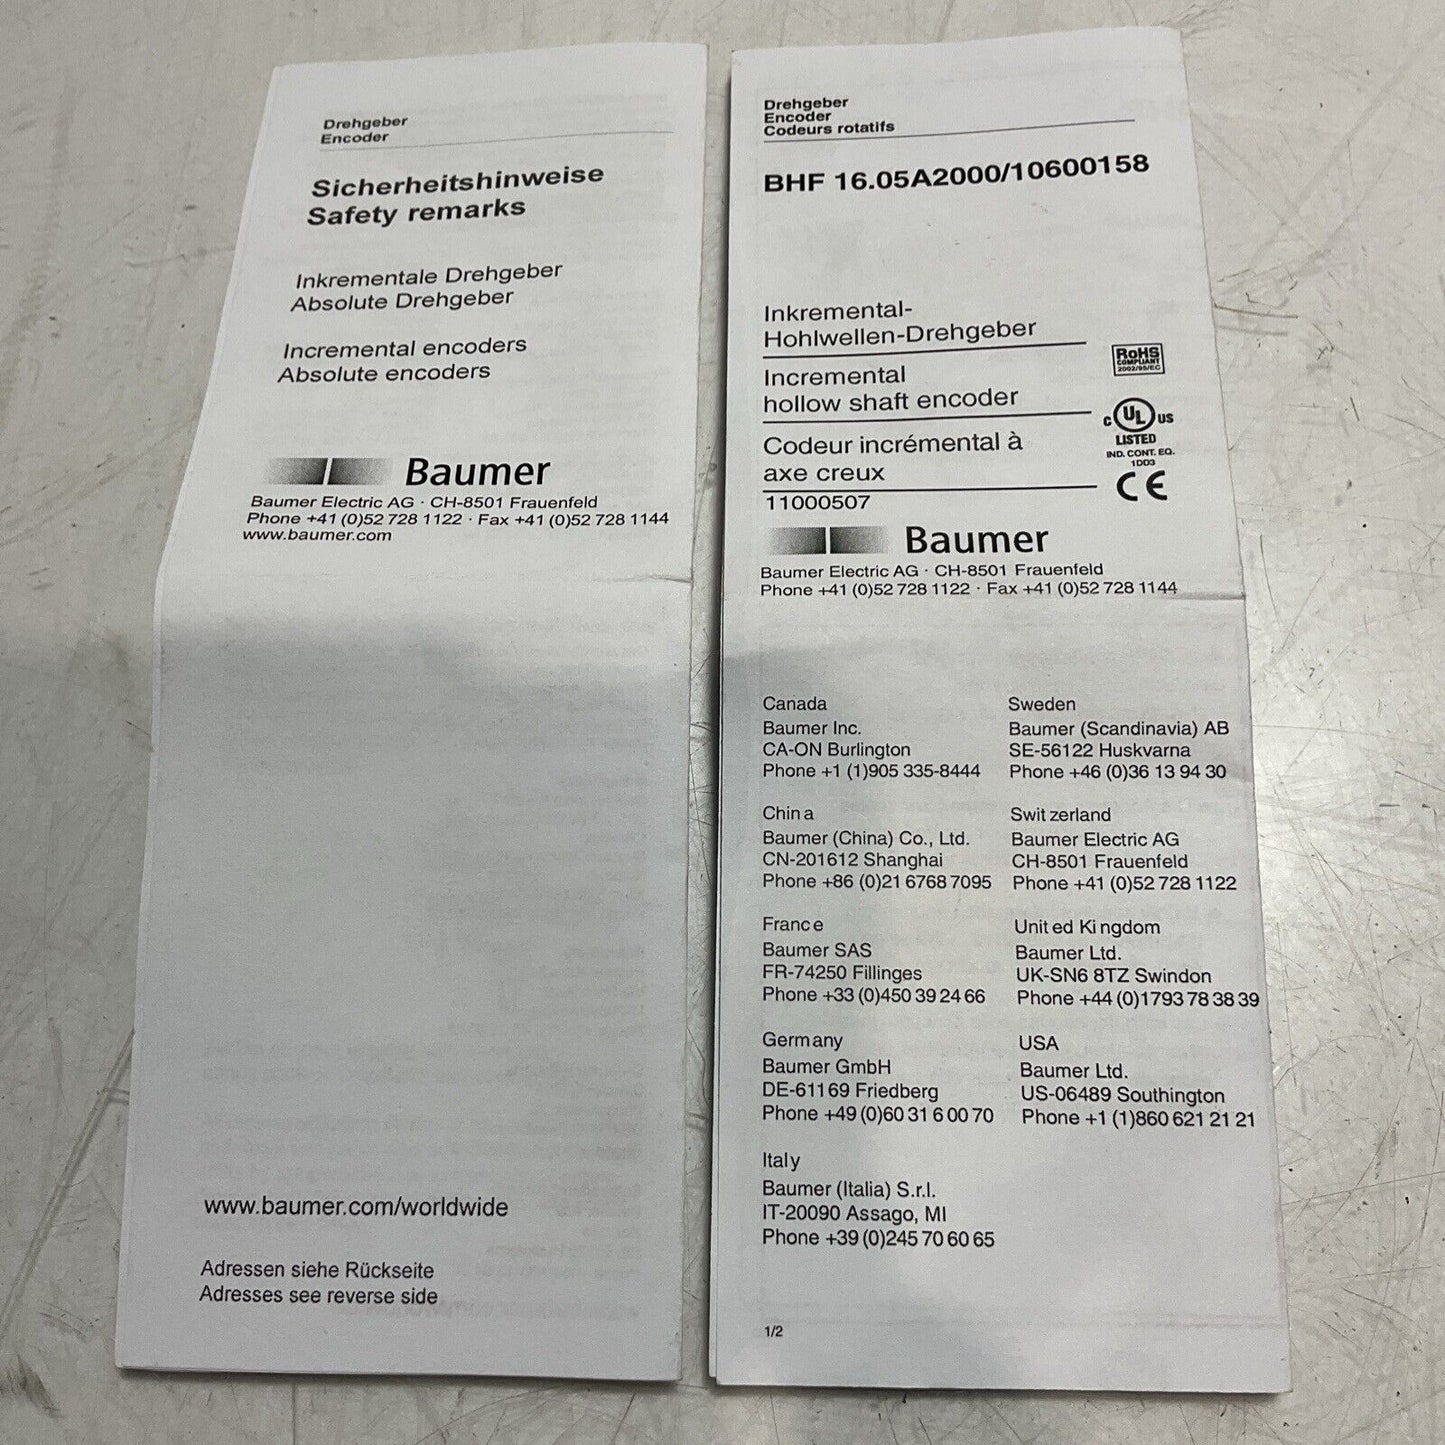 Drehgeber
Encoder
Sicherheitshinweise
Safety remarks
Inkrementale Drehgeber
Absolute Drehgeber
Incremental encoders
Absolute encoders
Baumer
Baumer Electric AG · CH-8501 Frauenfeld
Phone +41 (0)52 728 1122 · Fax +41 (0)52 728 1144
www.baumer.com
www.baumer.com/worldwide
Adressen siehe Rückseite
Adresses see reverse side
Drehgeber
Encoder
Codeurs rotatifs
BHF 16.05A2000/10600158
Inkremental-
Hohlwellen-Drehgeber
Incremental
hollow shaft encoder
Codeur incrémental à
axe creux
11000507
RoHS
COMPLIANT
2002/95/EC
c UL us
LISTED
IND. CONT. EQ.
1DD3
CE
Baumer
Baumer Electric AG · CH-8501 Frauenfeld
Phone +41 (0)52 728 1122 · Fax +41 (0)52 728 1144
Canada
Baumer Inc.
CA-ON Burlington
Phone +1 (1)905 335-8444
China
Baumer (China) Co., Ltd.
CN-201612 Shanghai
Phone +86 (0)21 6768 7095
France
Baumer SAS
FR-74250 Fillinges
Phone +33 (0)450 39 24 66
Germany
Baumer GmbH
DE-61169 Friedberg
Phone +49 (0)60 31 6 00 70
Italy
Baumer (Italia) S.r.l.
IT-20090 Assago, MI
Phone +39 (0)245 70 60 65
Sweden
Baumer (Scandinavia) AB
SE-56122 Huskvarna
Phone +46 (0)36 13 94 30
Switzerland
Baumer Electric AG
CH-8501 Frauenfeld
Phone +41 (0)52 728 1122
United Kingdom
Baumer Ltd.
UK-SN6 8TZ Swindon
Phone +44 (0)1793 78 38 39
USA
Baumer Ltd.
US-06489 Southington
Phone +1 (1)860 621 21 21
1/2